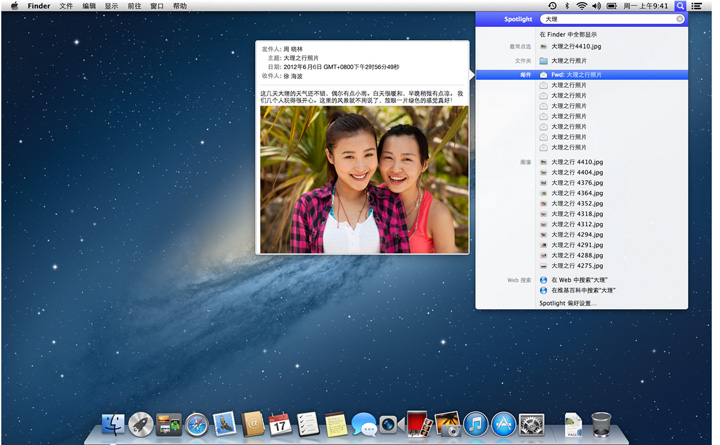 Finder 文件 编辑 显示 前往 窗口 帮助 周一 上午9:41
Spotlight 大理
在 Finder 中全部显示
最常点选 大理之行4410.jpg
文件夹 大理之行照片
邮件 Fwd: 大理之行照片
大理之行照片
大理之行照片
大理之行照片
大理之行照片
大理之行照片
大理之行照片
大理之行照片
图像 大理之行 4410.jpg
大理之行 4404.jpg
大理之行 4376.jpg
大理之行 4364.jpg
大理之行 4352.jpg
大理之行 4318.jpg
大理之行 4312.jpg
大理之行 4294.jpg
大理之行 4291.jpg
大理之行 4288.jpg
大理之行 4275.jpg
Web 搜索 在 Web 中搜索“大理”
在维基百科中搜索“大理”
Spotlight 偏好设置...
发件人: 周 晓林
主题: 大理之行照片
日期: 2012年6月6日 GMT+0800下午2时56分49秒
收件人: 徐 海波
这几天大理的天气还不错，偶尔有点小雨。白天很暖和，早晚稍微有点凉。我
们几个人玩得很开心。这里的风景就不用说了，放眼一片绿色的感觉真好！
17